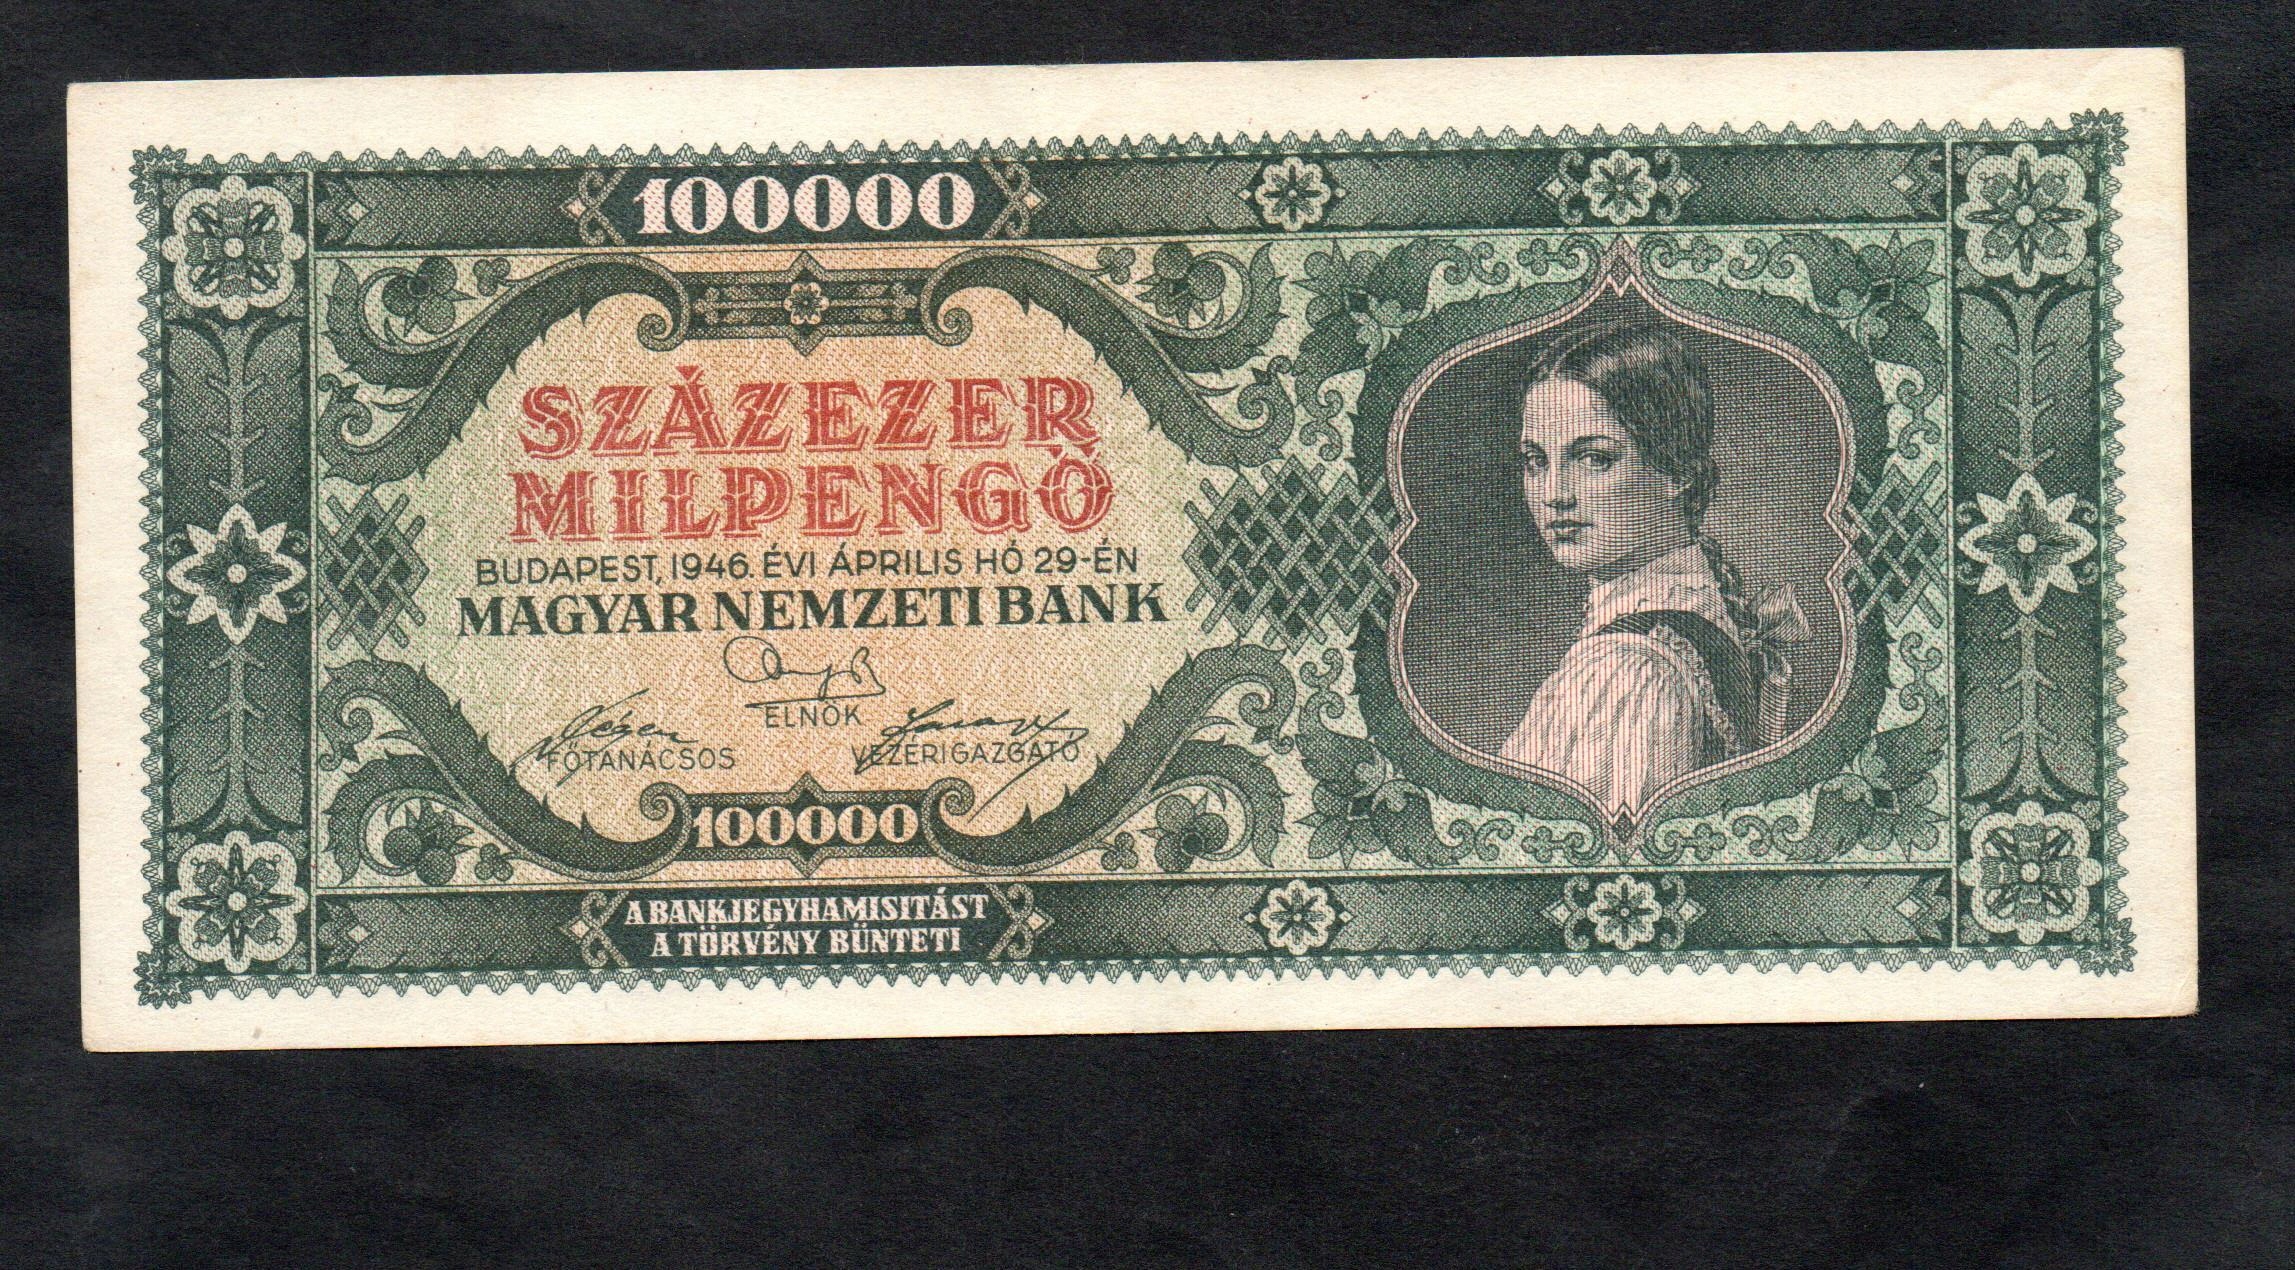 100000
SZÁZEZER
MILPENGŐ
BUDAPEST, 1946. ÉVI ÁPRILIS HÓ 29-ÉN
MAGYAR NEMZETI BANK
ELNÖK
FŐTANÁCSOS
VEZÉRIGAZGATÓ
100000
A BANKJEGYHAMISITÁST
A TÖRVÉNY BÜNTETI